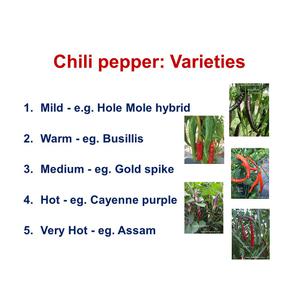 Chili pepper: Varieties
1. Mild - e.g. Hole Mole hybrid
2. Warm - eg. Busillis
3. Medium - eg. Gold spike
4. Hot - eg. Cayenne purple
5. Very Hot - eg. Assam